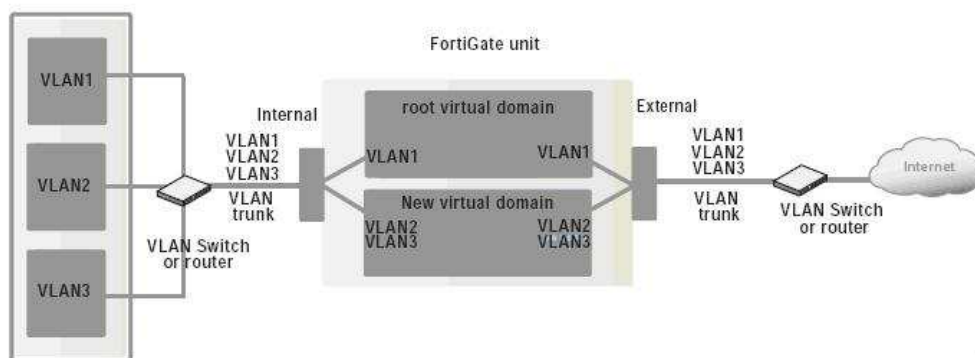 FortiGate unit
VLAN1
VLAN2
VLAN3
VLAN Switch
or router
Internal
VLAN1
VLAN2
VLAN3
VLAN
trunk
root virtual domain
VLAN1
VLAN1
New virtual domain
VLAN2
VLAN3
VLAN2
VLAN3
External
VLAN1
VLAN2
VLAN3
VLAN
trunk
VLAN Switch
or router
Internet